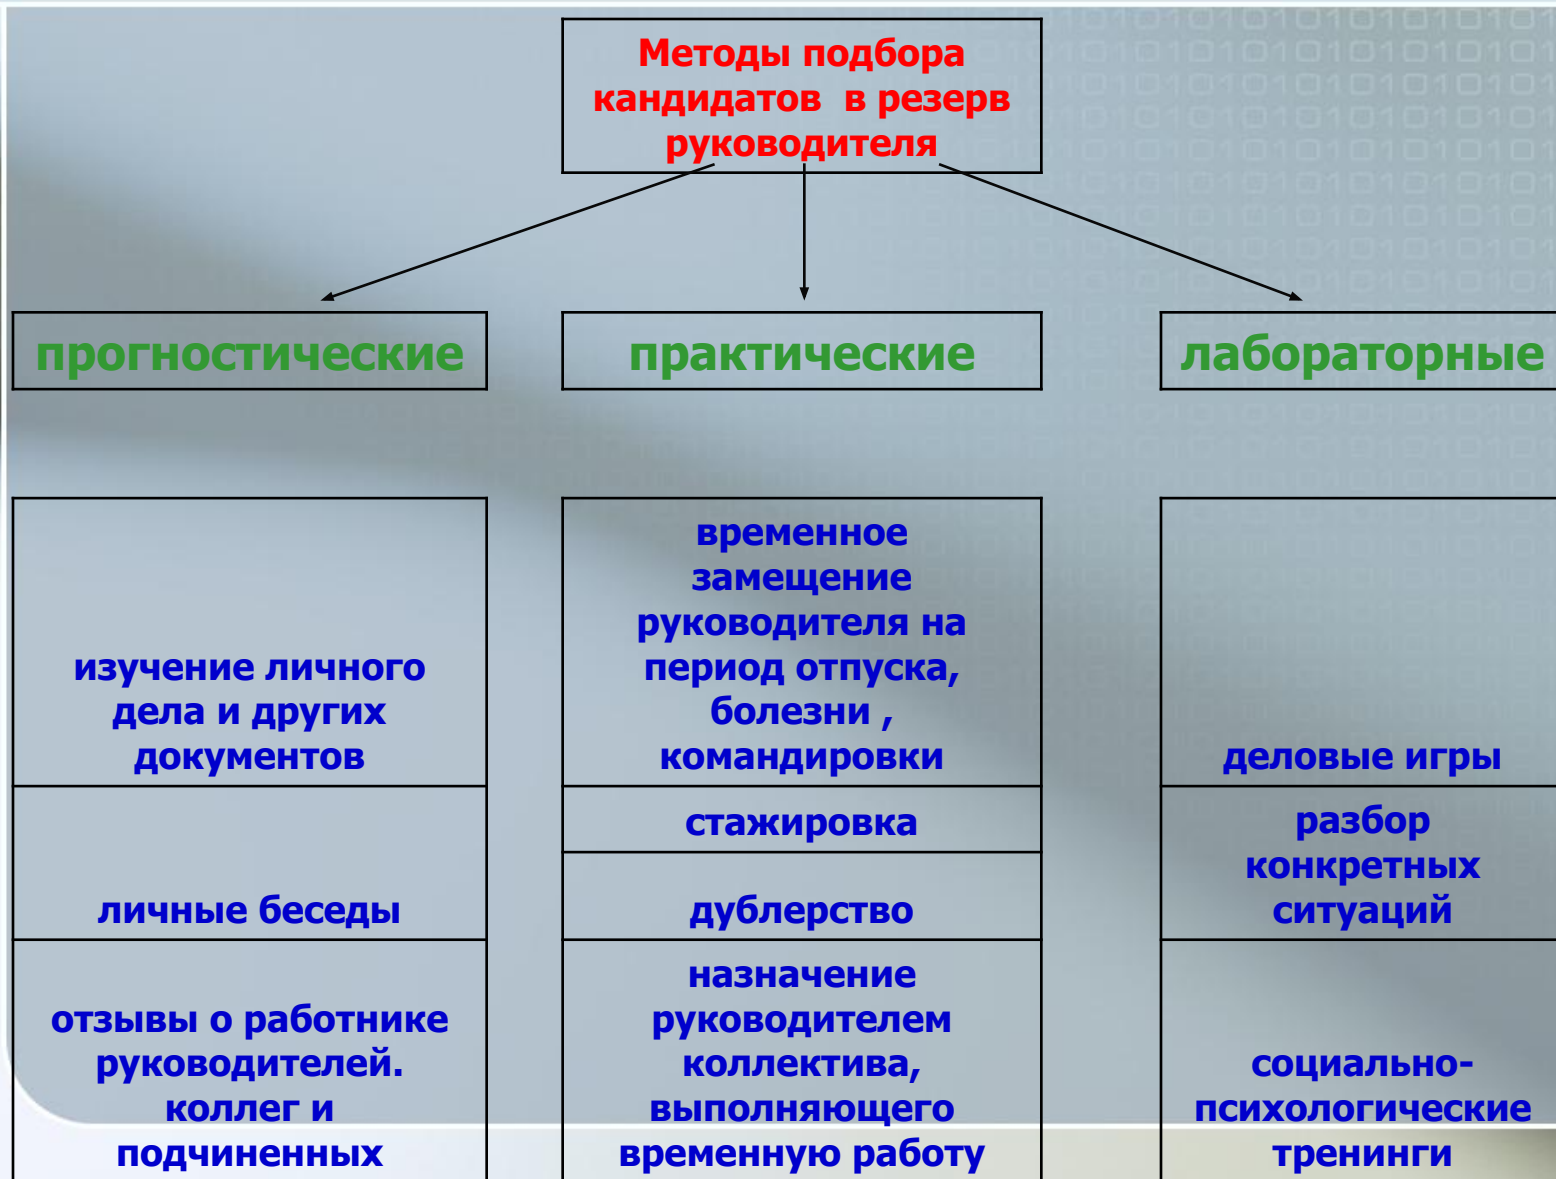 Методы подбора
кандидатов в резерв
руководителя
прогностические
практические
лабораторные
изучение личного
дела и других
документов
временное
замещение
руководителя на
период отпуска,
болезни ,
командировки
деловые игры
личные беседы
стажировка
дублерство
разбор
конкретных
ситуаций
отзывы о работнике
руководителей.
коллег и
подчиненных
назначение
руководителем
коллектива,
выполняющего
временную работу
социально-
психологические
тренинги